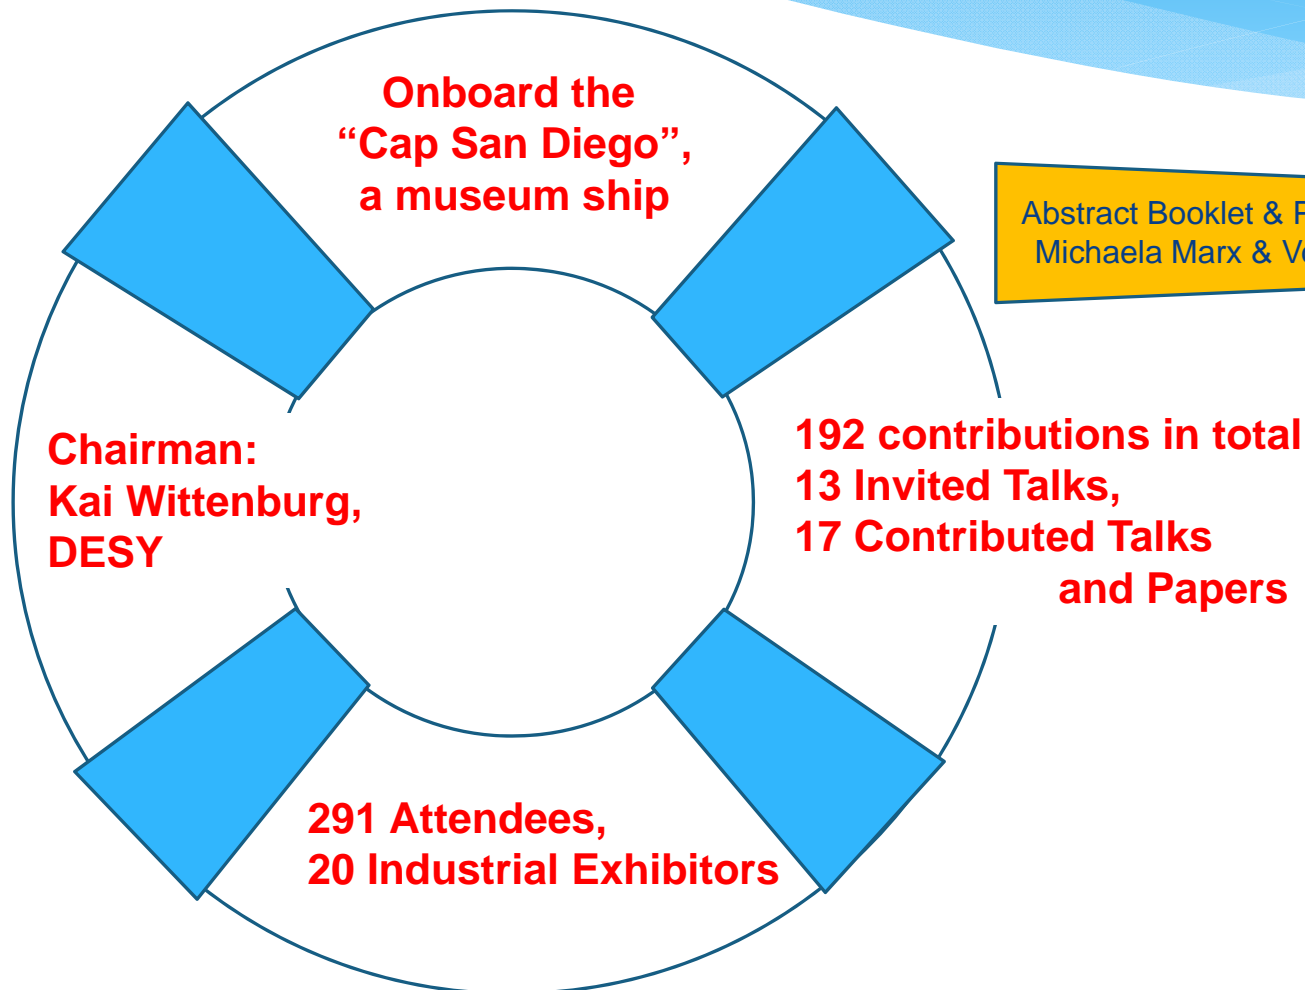 Onboard the
“Cap San Diego”,
a museum ship
Abstract Booklet &
Michaela Marx &
Chairman:
Kai Wittenburg,
DESY
192 contributions in total
13 Invited Talks,
17 Contributed Talks
and Papers
291 Attendees,
20 Industrial Exhibitors